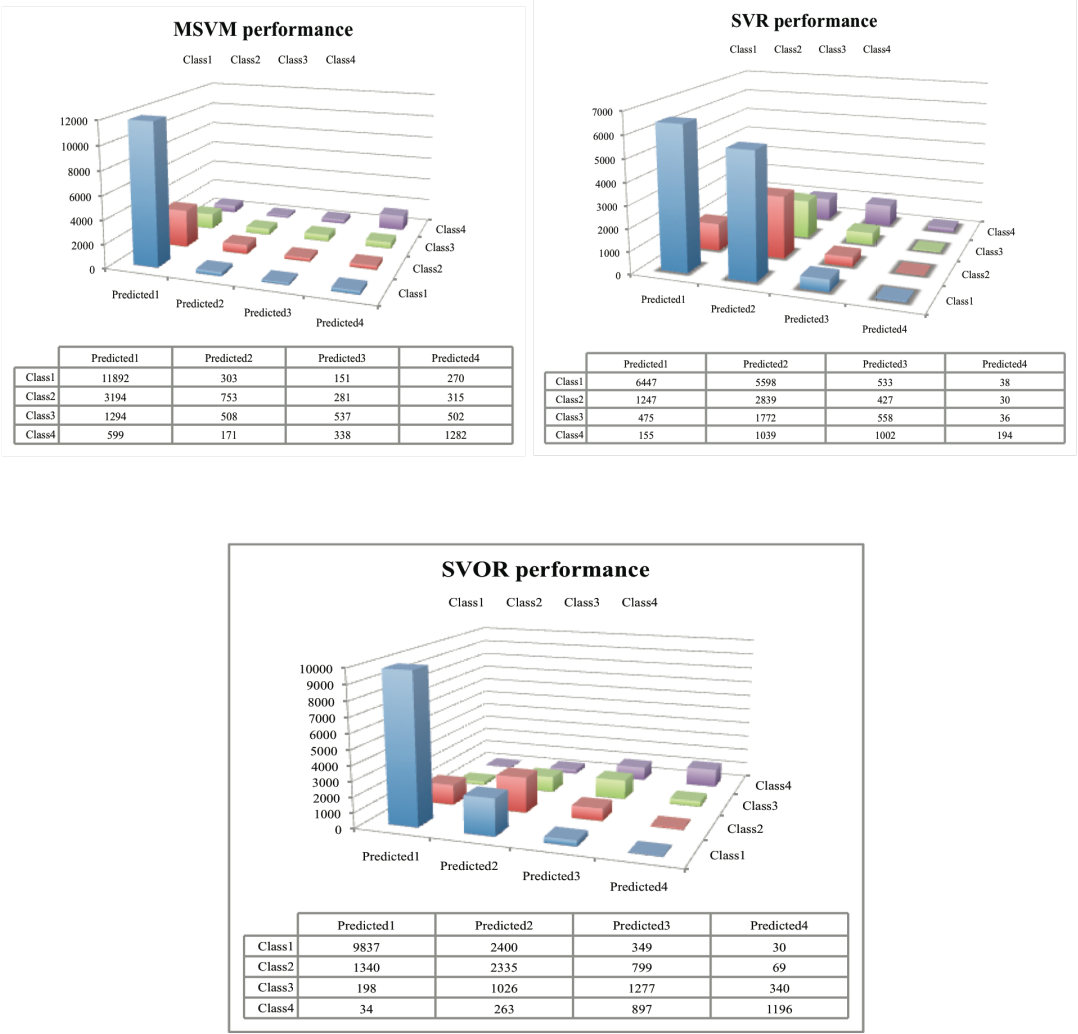 MSVM performance
Class1 Class2 Class3 Class4
12000
10000
8000
6000
4000
2000
0
Predicted1
Predicted2
Predicted3
Predicted4
Class4
Class3
Class2
Class1
Predicted1 Predicted2 Predicted3 Predicted4
Class1 11892 303 151 270
Class2 3194 753 281 315
Class3 1294 508 537 502
Class4 599 171 338 1282
SVR performance
Class1 Class2 Class3 Class4
7000
6000
5000
4000
3000
2000
1000
0
Predicted1
Predicted2
Predicted3
Predicted4
Class4
Class3
Class2
Class1
Predicted1 Predicted2 Predicted3 Predicted4
Class1 6447 5598 533 38
Class2 1247 2839 427 30
Class3 475 1772 558 36
Class4 155 1039 1002 194
SVOR performance
Class1 Class2 Class3 Class4
10000
9000
8000
7000
6000
5000
4000
3000
2000
1000
0
Predicted1
Predicted2
Predicted3
Predicted4
Class4
Class3
Class2
Class1
Predicted1 Predicted2 Predicted3 Predicted4
Class1 9837 2400 349 30
Class2 1340 2335 799 69
Class3 198 1026 1277 340
Class4 34 263 897 1196